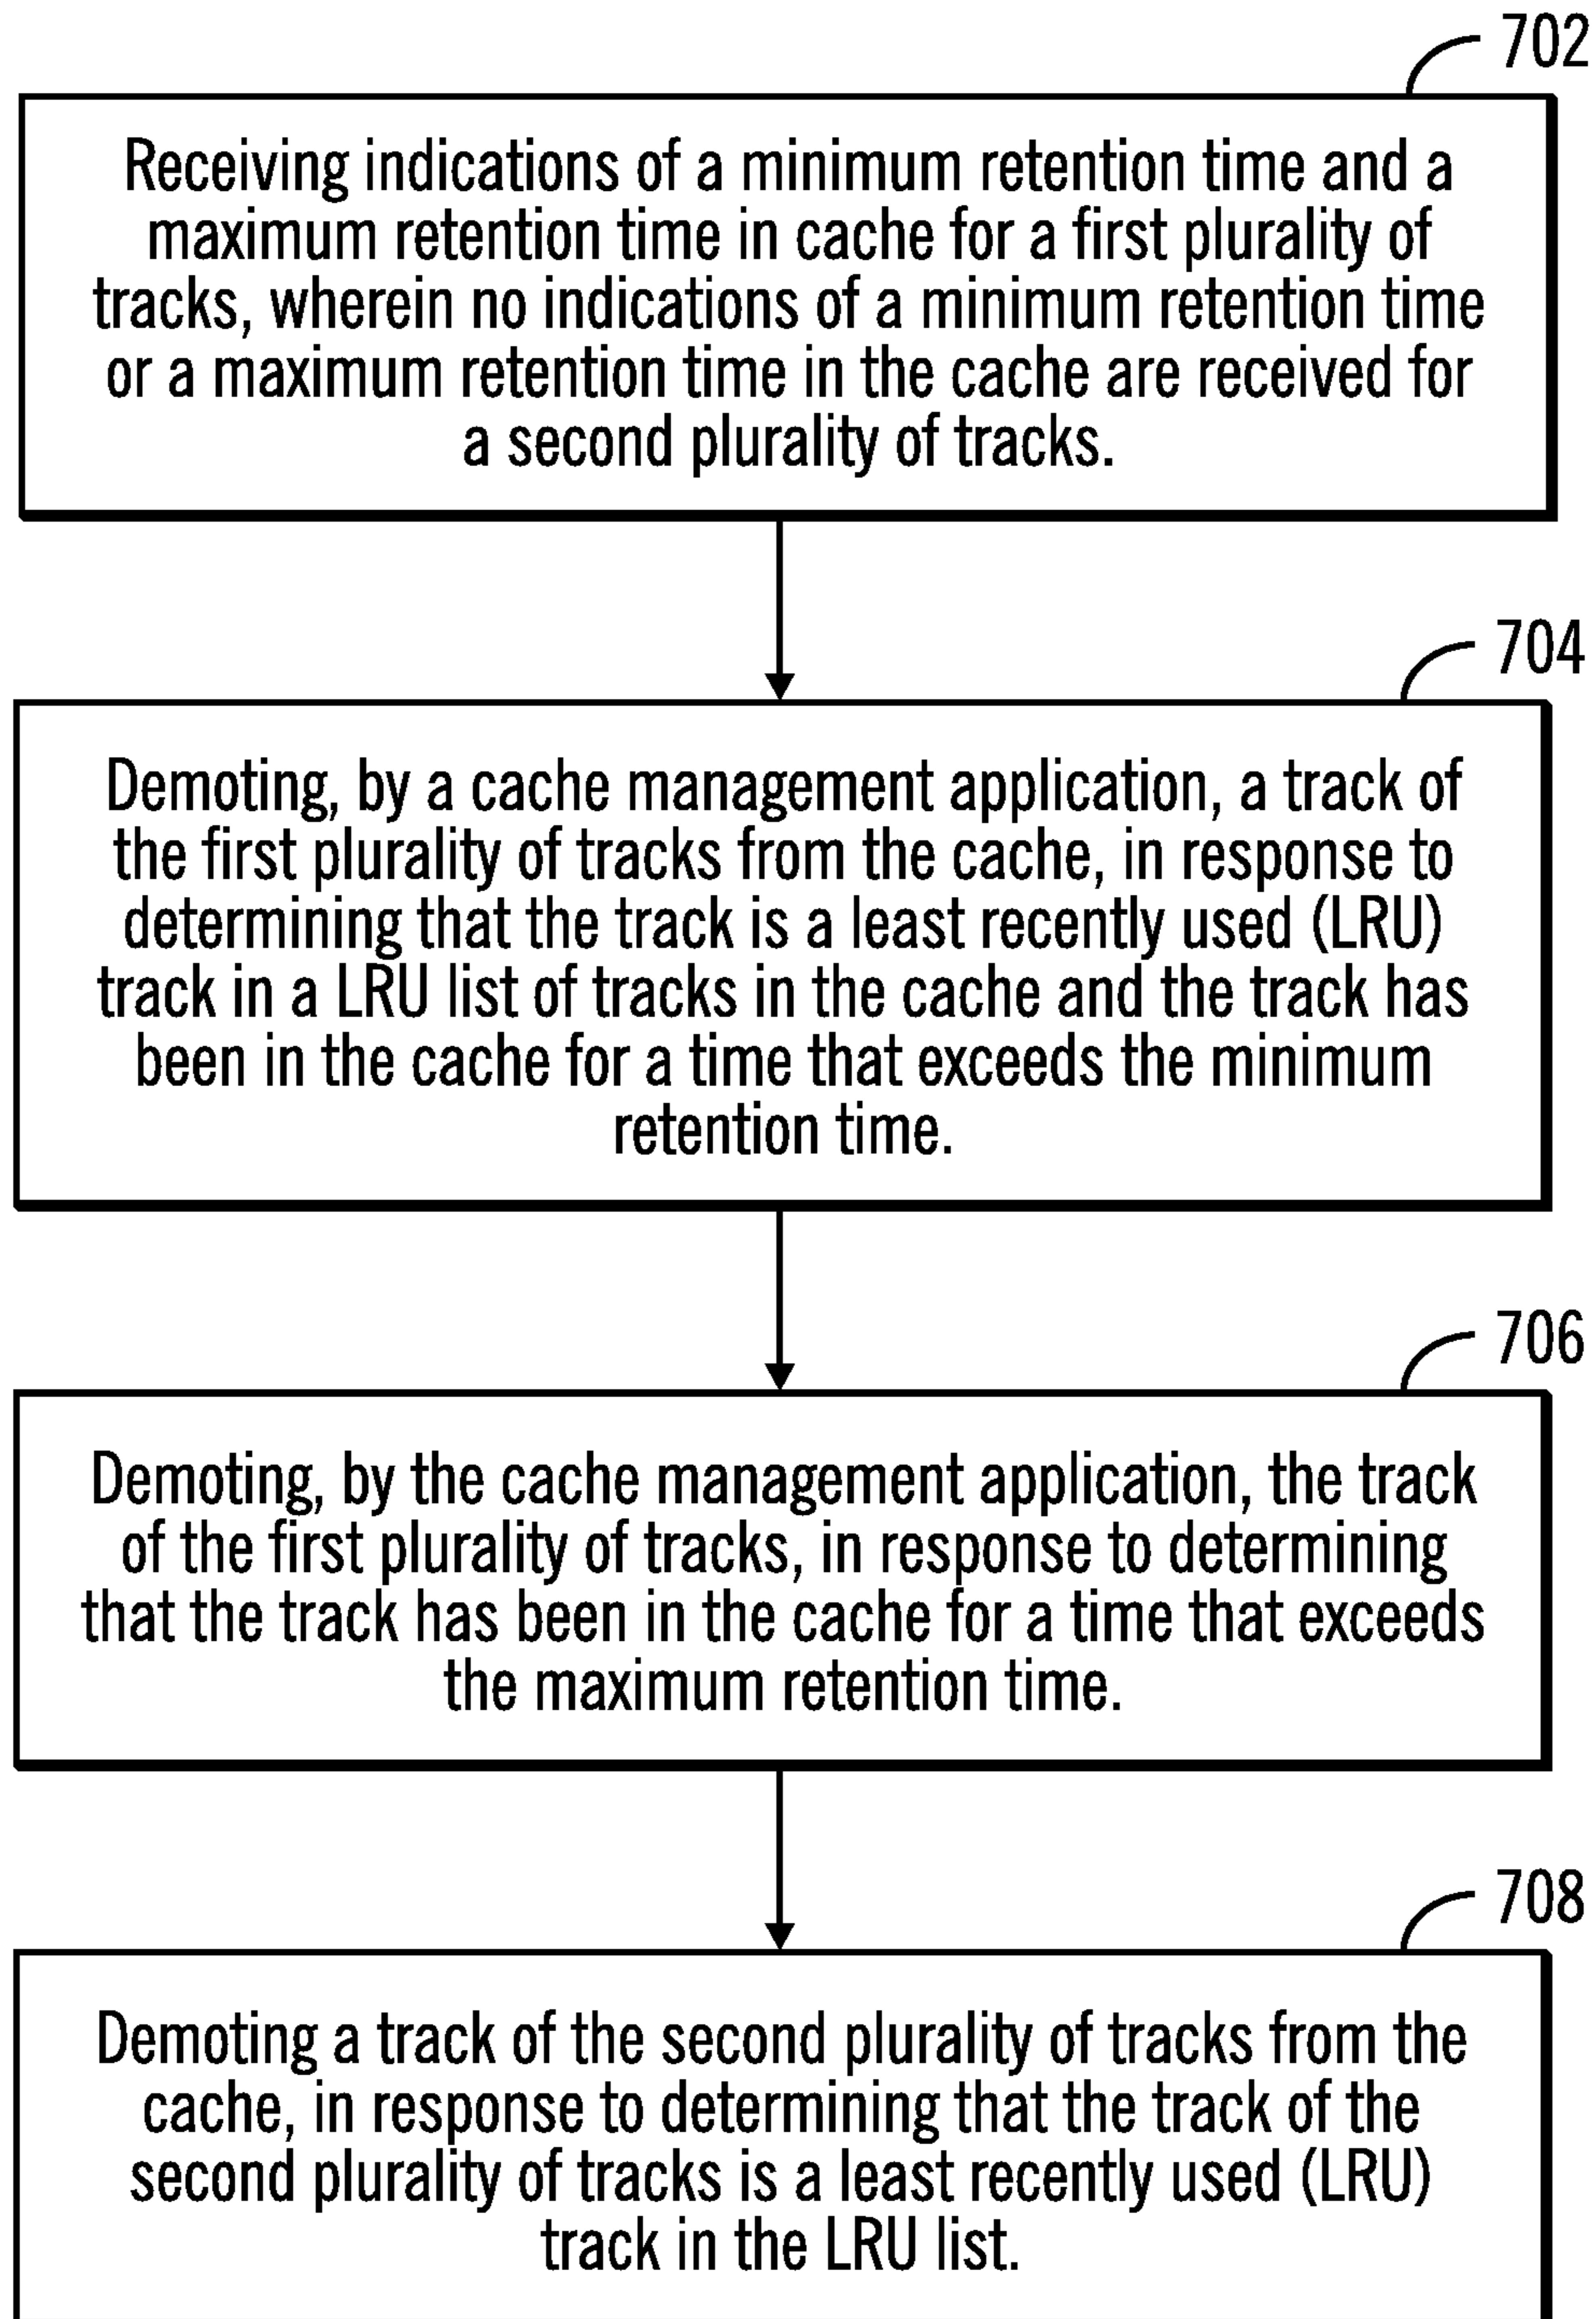 702
Receiving indications of a minimum retention time and a
maximum retention time in cache for a first plurality of
tracks, wherein no indications of a minimum retention time
or a maximum retention time in the cache are received for
a second plurality of tracks.
704
Demoting, by a cache management application, a track of
the first plurality of tracks from the cache, in response to
determining that the track is a least recently used (LRU)
track in a LRU list of tracks in the cache and the track has
been in the cache for a time that exceeds the minimum
retention time.
706
Demoting, by the cache management application, the track
of the first plurality of tracks, in response to determining
that the track has been in the cache for a time that exceeds
the maximum retention time.
708
Demoting a track of the second plurality of tracks from the
cache, in response to determining that the track of the
second plurality of tracks is a least recently used (LRU)
track in the LRU list.